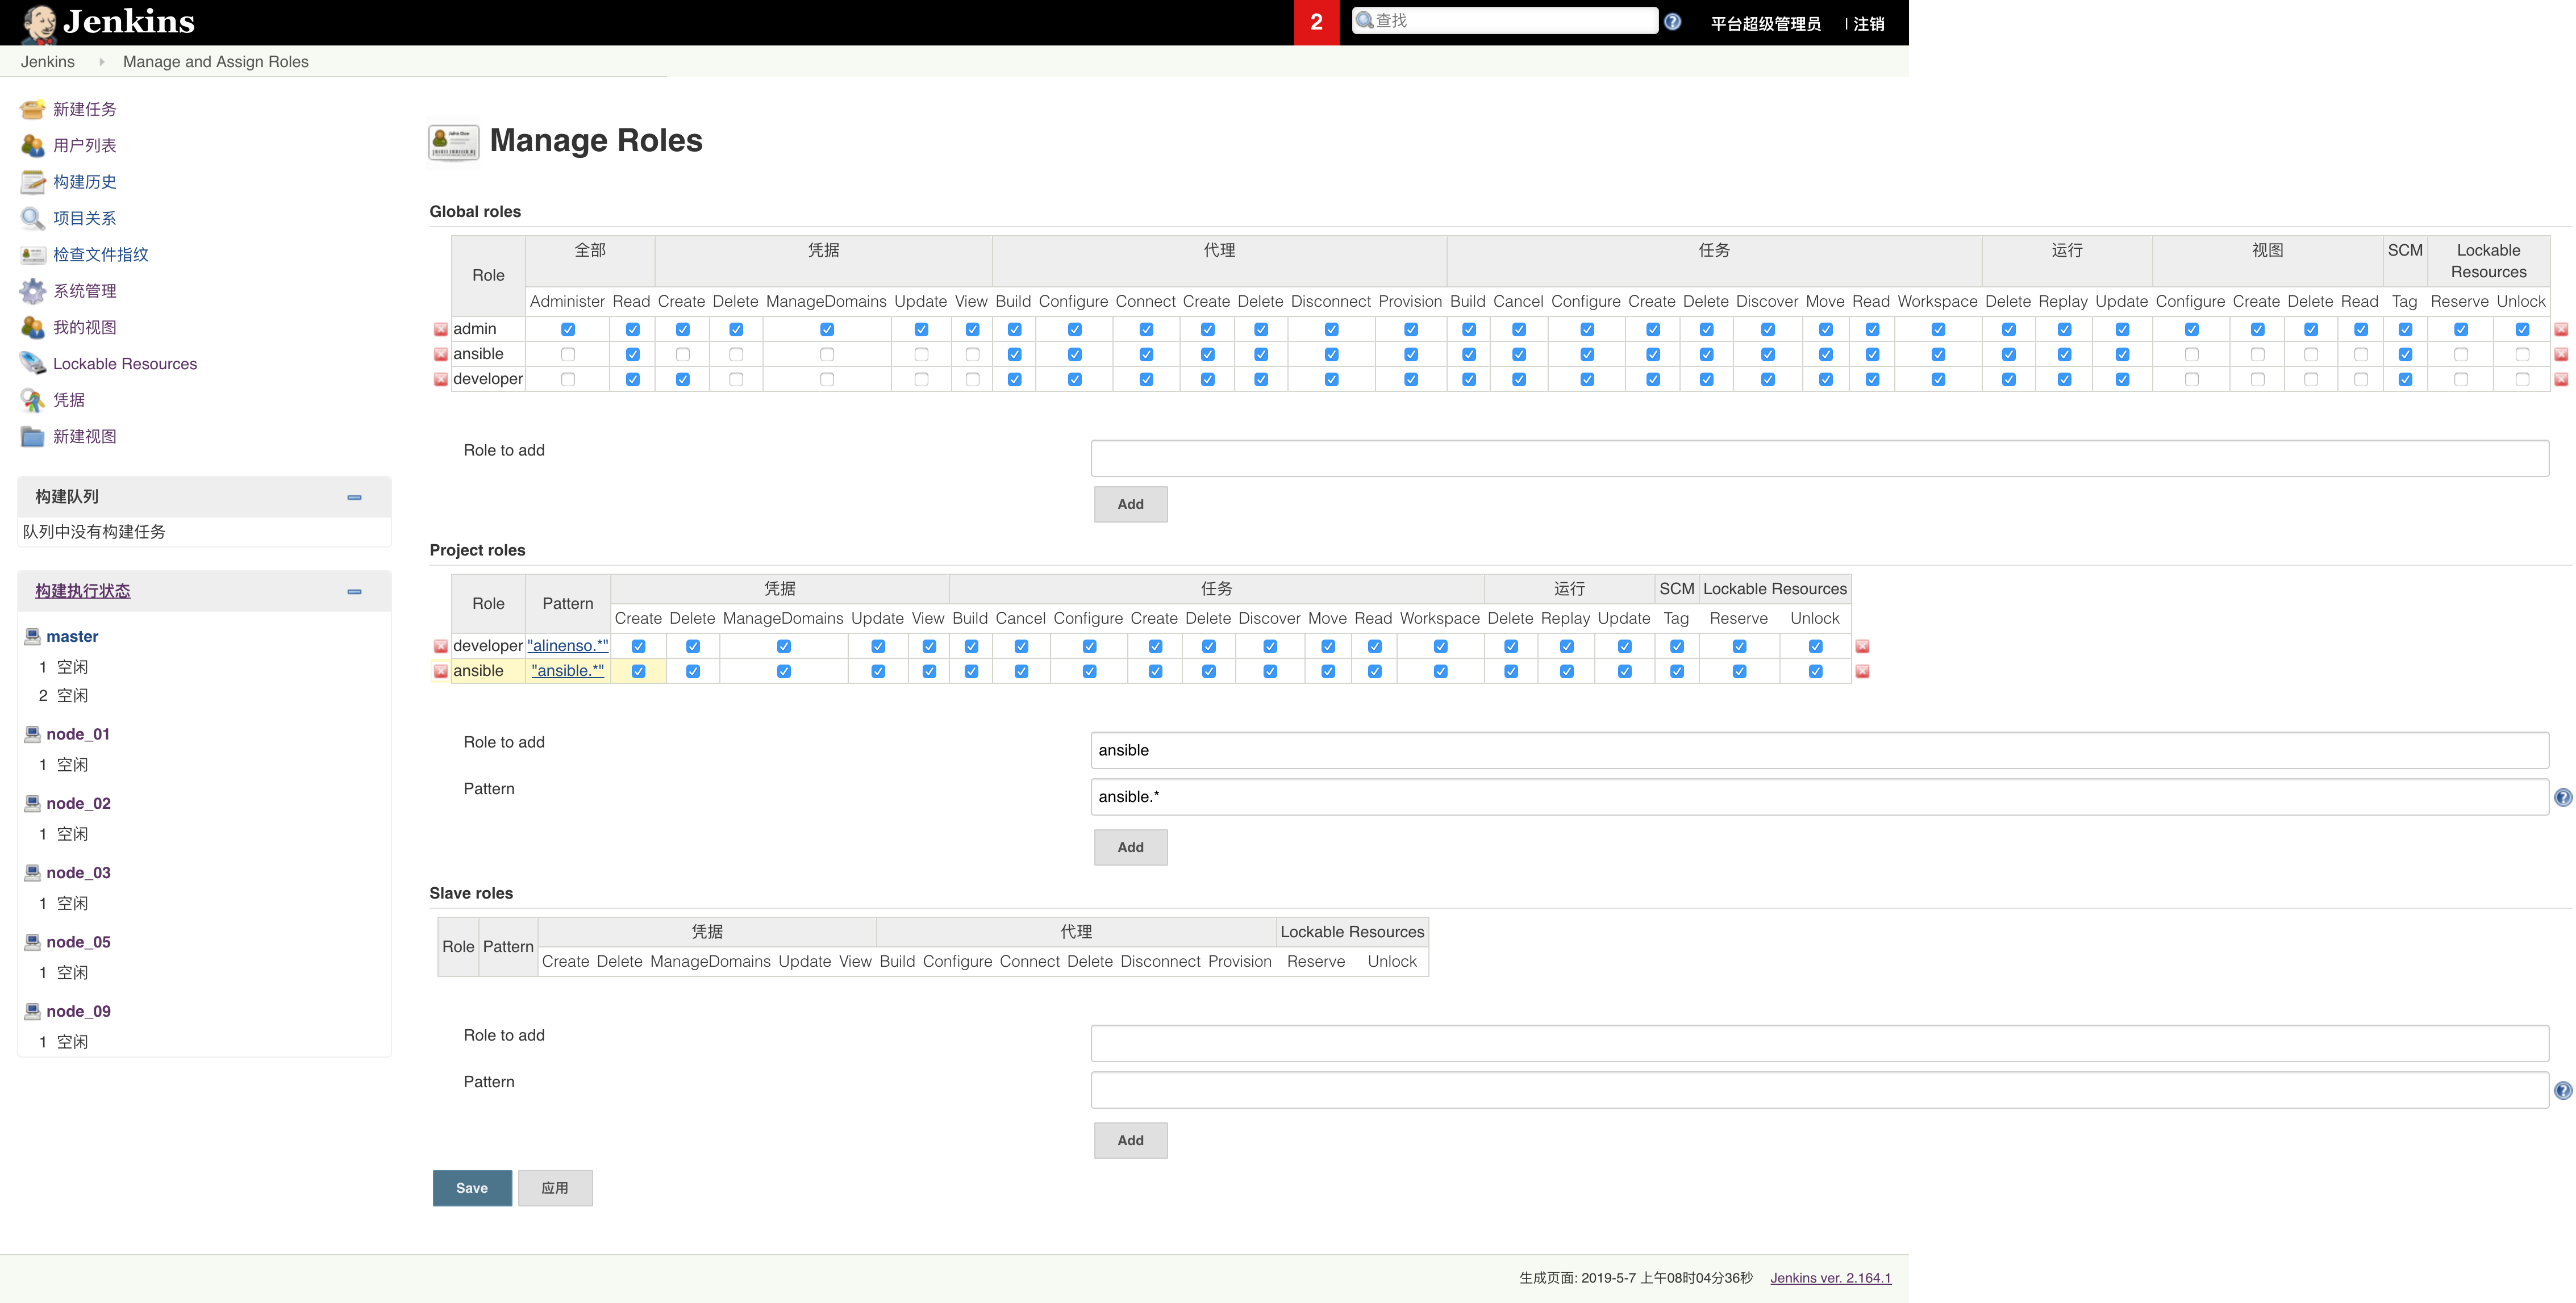 Jenkins
2 查找 平台超级管理员 | 注销
Jenkins Manage and Assign Roles
新建任务
用户列表
构建历史
项目关系
检查文件指纹
系统管理
我的视图
Lockable Resources
凭据
新建视图
构建队列
队列中没有构建任务
构建执行状态
master
1 空闲
2 空闲
node_01
1 空闲
node_02
1 空闲
node_03
1 空闲
node_05
1 空闲
node_09
1 空闲
Manage Roles
Global roles
Role 全部 凭据 代理 任务 运行 视图 SCM Lockable Resources
Administer Read Create Delete ManageDomains Update View Build Configure Connect Create Delete Disconnect Provision Build Cancel Configure Create Delete Discover Move Read Workspace Delete Replay Update Configure Create Delete Read Tag Reserve Unlock
admin
ansible
developer
Role to add
Add
Project roles
Role Pattern 凭据 任务 运行 SCM Lockable Resources
Create Delete ManageDomains Update View Build Cancel Configure Create Delete Discover Move Read Workspace Delete Replay Update Tag Reserve Unlock
developer "alinenso.*"
ansible "ansible.*"
Role to add ansible
Pattern ansible.*
Add
Slave roles
Role Pattern 凭据 代理 Lockable Resources
Create Delete ManageDomains Update View Build Configure Connect Delete Disconnect Provision Reserve Unlock
Role to add
Pattern
Add
Save 应用
生成页面: 2019-5-7 上午08时04分36秒 Jenkins ver. 2.164.1